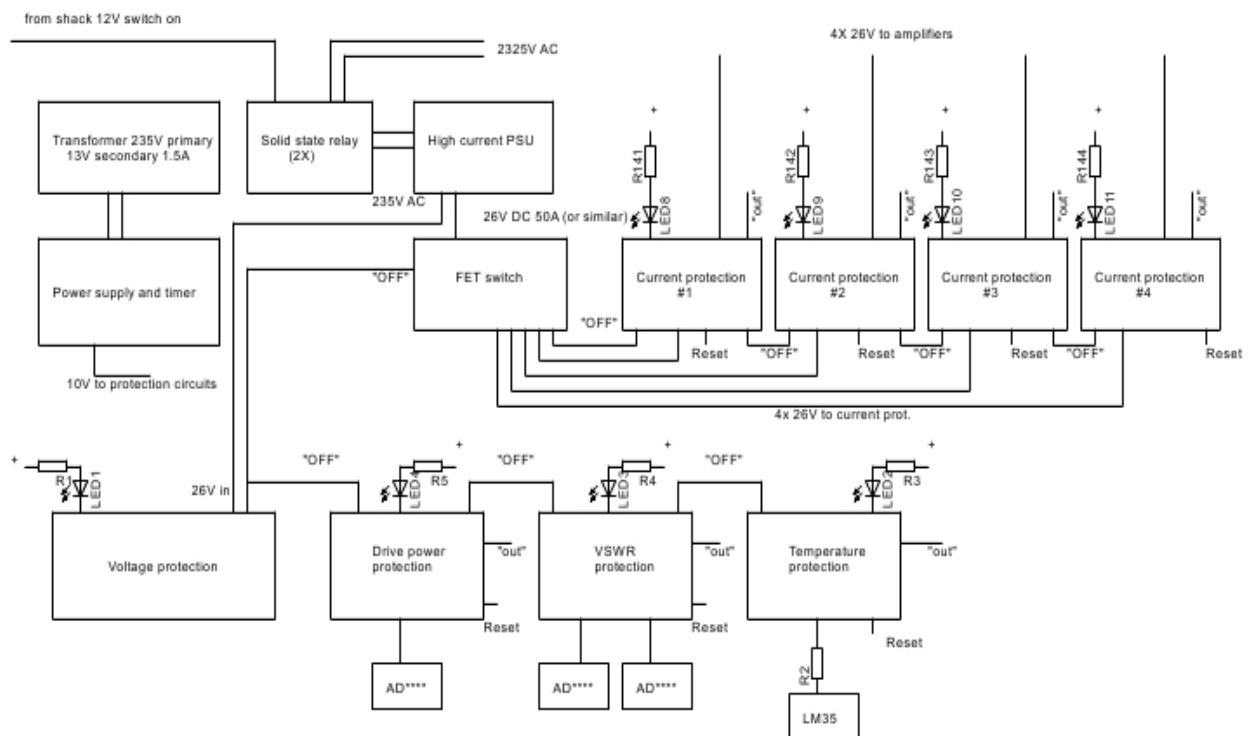 from shack 12V switch on
2325V AC
4X 26V to amplifiers
Transformer 235V primary
13V secondary 1.5A
Solid state relay
(2X)
High current PSU
+
+
+
+
R141
R142
R143
R144
235V AC
26V DC 50A (or similar)
LED8
"out"
LED9
"out"
LED10
"out"
LED11
"out"
Power supply and timer
"OFF"
FET switch
Current protection
#1
Current protection
#2
Current protection
#3
Current protection
#4
"OFF"
Reset
"OFF"
Reset
"OFF"
Reset
"OFF"
Reset
10V to protection circuits
4x 26V to current prot.
+
R1
LED1
26V in
"OFF"
+
LED4
R5
"OFF"
+
LED3
R4
"OFF"
+
LED2
R3
Voltage protection
Drive power
protection
"out"
VSWR
protection
"out"
Temperature
protection
"out"
Reset
Reset
Reset
AD****
AD****
AD****
R2
LM35